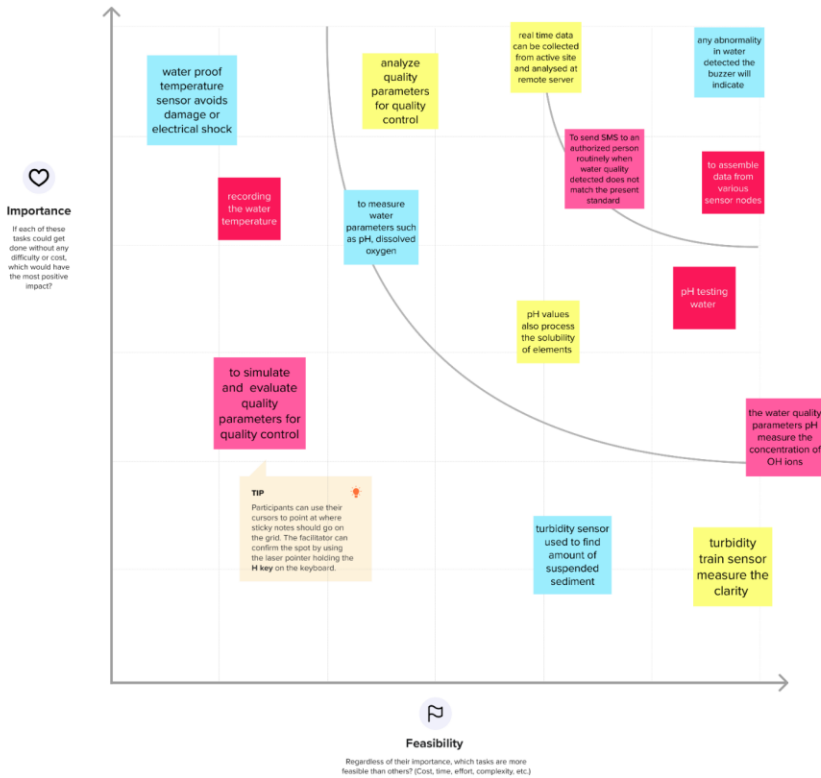 real time data
can be collected
from active site
and analysed at
remote server
any abnormality
in water
detected the
buzzer will
indicate
water proof
temperature
sensor avoids
damage or
electrical shock
analyze
quality
parameters
for quality
control
To send SMS to an
authorized person
routinely when
water quality
detected does not
match the present
standard
to assemble
data from
various
sensor nodes
recording
the water
temperature
to measure
water
parameters such
as pH, dissolved
oxygen
Importance
If each of these
tasks could get
done without any
difficulty or cost,
which would have
the most positive
impact?
pH testing
water
pH values
also process
the solubility
of elements
to simulate
and evaluate
quality
parameters for
quality control
the water quality
parameters pH
measure the
concentration of
OH ions
TIP
Participants can use their
cursors to point at where
sticky notes should go on
the grid. The facilitator can
confirm the spot by using
the laser pointer holding the
H key on the keyboard.
turbidity sensor
used to find
amount of
suspended
sediment
turbidity
train sensor
measure the
clarity
Feasibility
Regardless of their importance, which tasks are more
feasible than others? (Cost, time, effort, complexity, etc.)